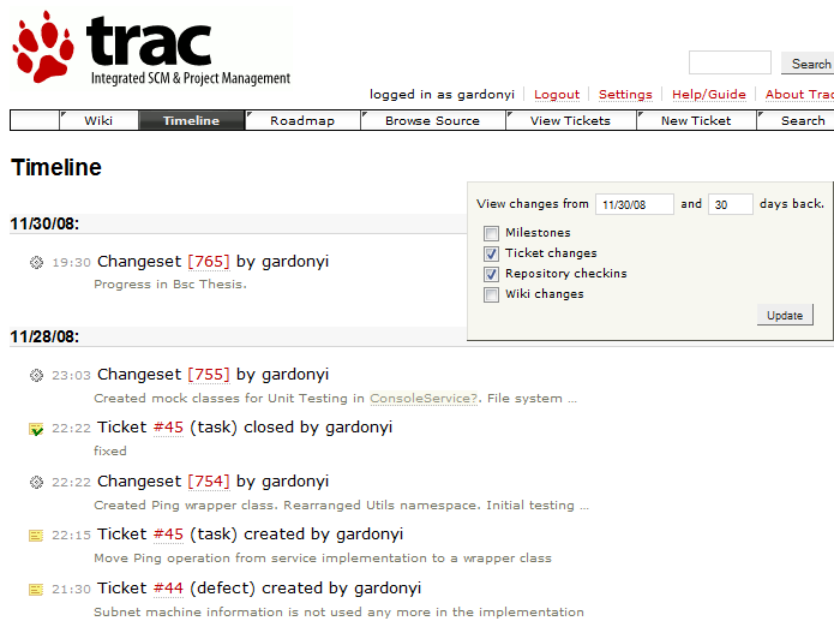 trac
Integrated SCM & Project Management
Search
logged in as gardonyi Logout Settings Help/Guide About Trac
Wiki Timeline Roadmap Browse Source View Tickets New Ticket Search
Timeline
View changes from 11/30/08 and 30 days back.
Milestones
Ticket changes
Repository checkins
Wiki changes
Update
11/30/08:
19:30 Changeset [765] by gardonyi
Progress in Bsc Thesis.
11/28/08:
23:03 Changeset [755] by gardonyi
Created mock classes for Unit Testing in ConsoleService?. File system ...
22:22 Ticket #45 (task) closed by gardonyi
fixed
22:22 Changeset [754] by gardonyi
Created Ping wrapper class. Rearranged Utils namespace. Initial testing ...
22:15 Ticket #45 (task) created by gardonyi
Move Ping operation from service implementation to a wrapper class
21:30 Ticket #44 (defect) created by gardonyi
Subnet machine information is not used any more in the implementation